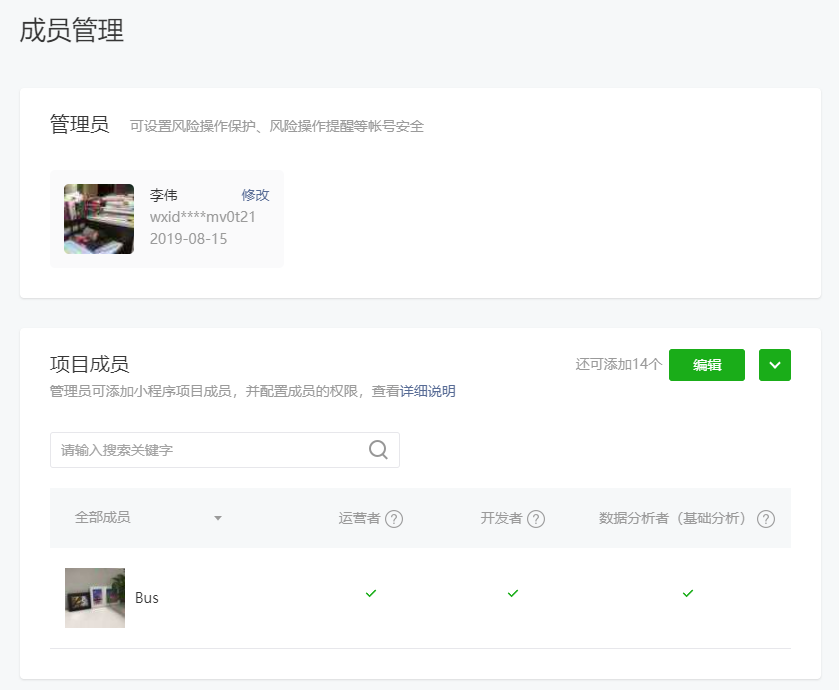 成员管理
管理员 可设置风险操作保护、风险操作提醒等帐号安全
李伟 修改
wxid****mv0t21
2019-08-15
项目成员 还可添加14个 编辑
管理员可添加小程序项目成员，并配置成员的权限，查看详细说明
请输入搜索关键字
全部成员 运营者 ? 开发者 ? 数据分析者（基础分析） ?
Bus